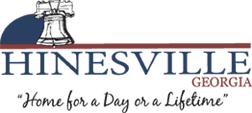 HINESVILLE
GEORGIA
"Home for a Day or a Lifetime"